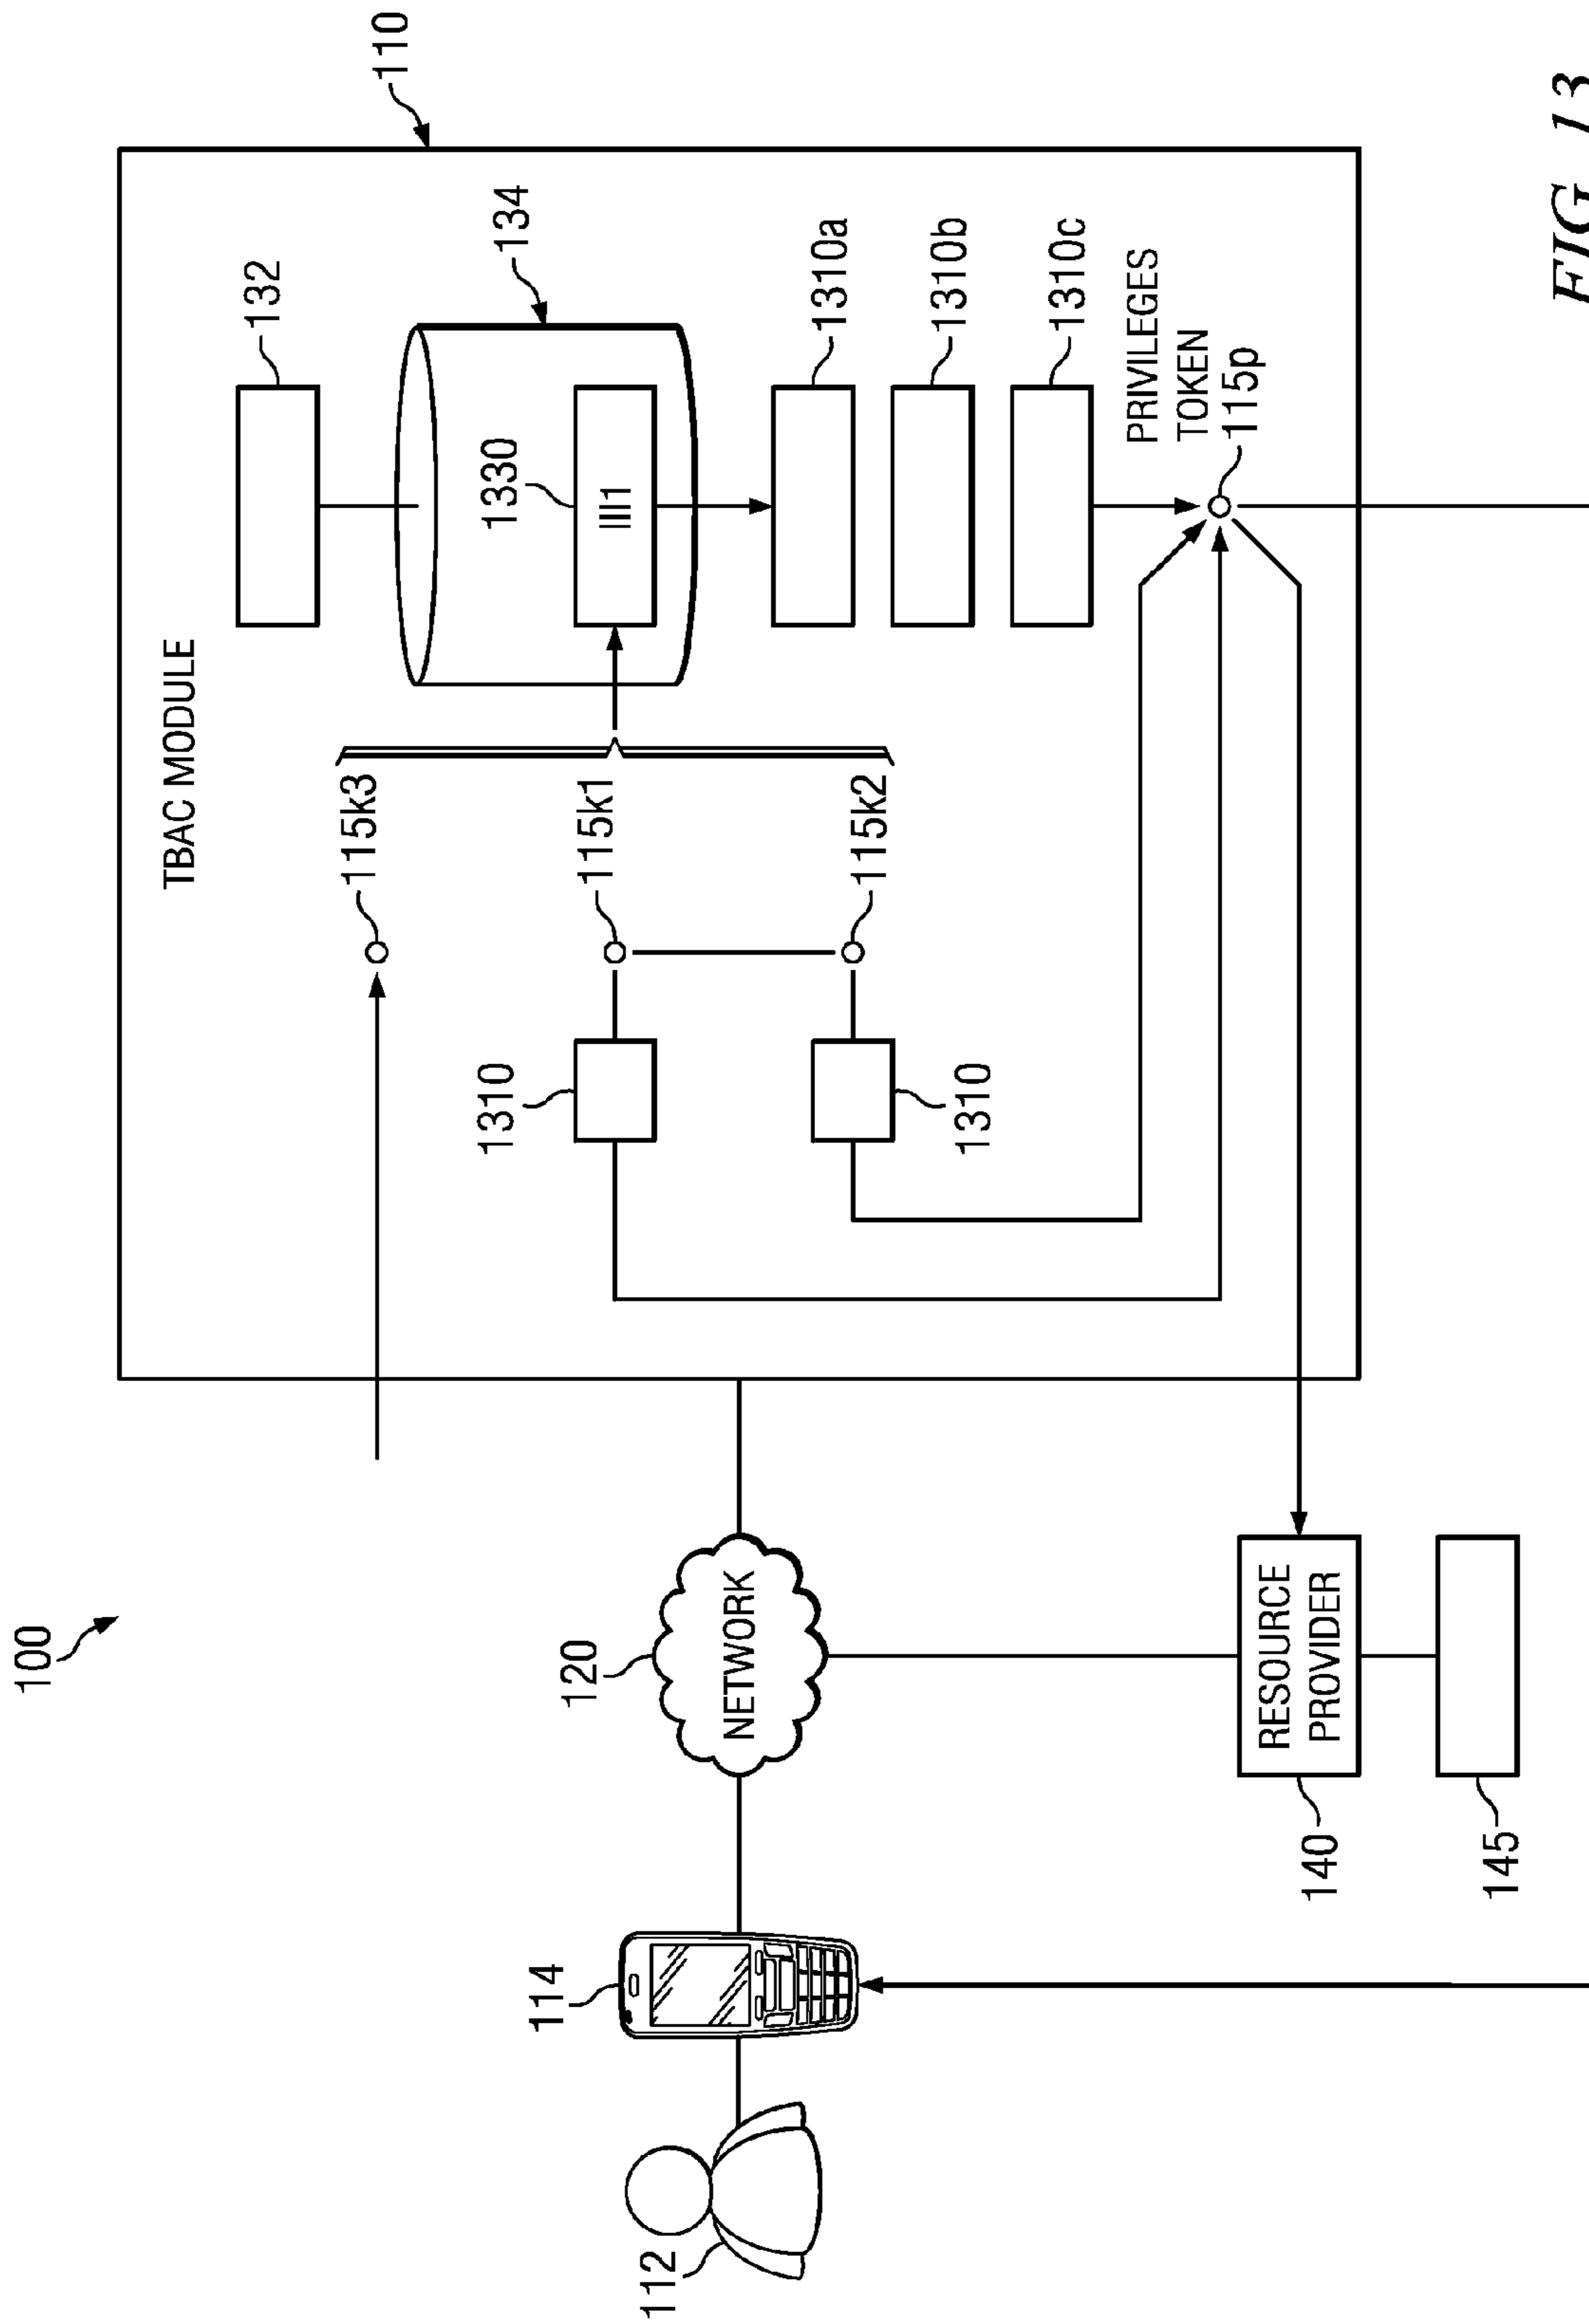 100
110
TBAC MODULE
132
134
115k3
1330
115k1
1310
115k2
1310
1310a
1310b
1310c
PRIVILEGES
TOKEN
115p
114
120
NETWORK
112
RESOURCE
PROVIDER
140
145
FIG. 13